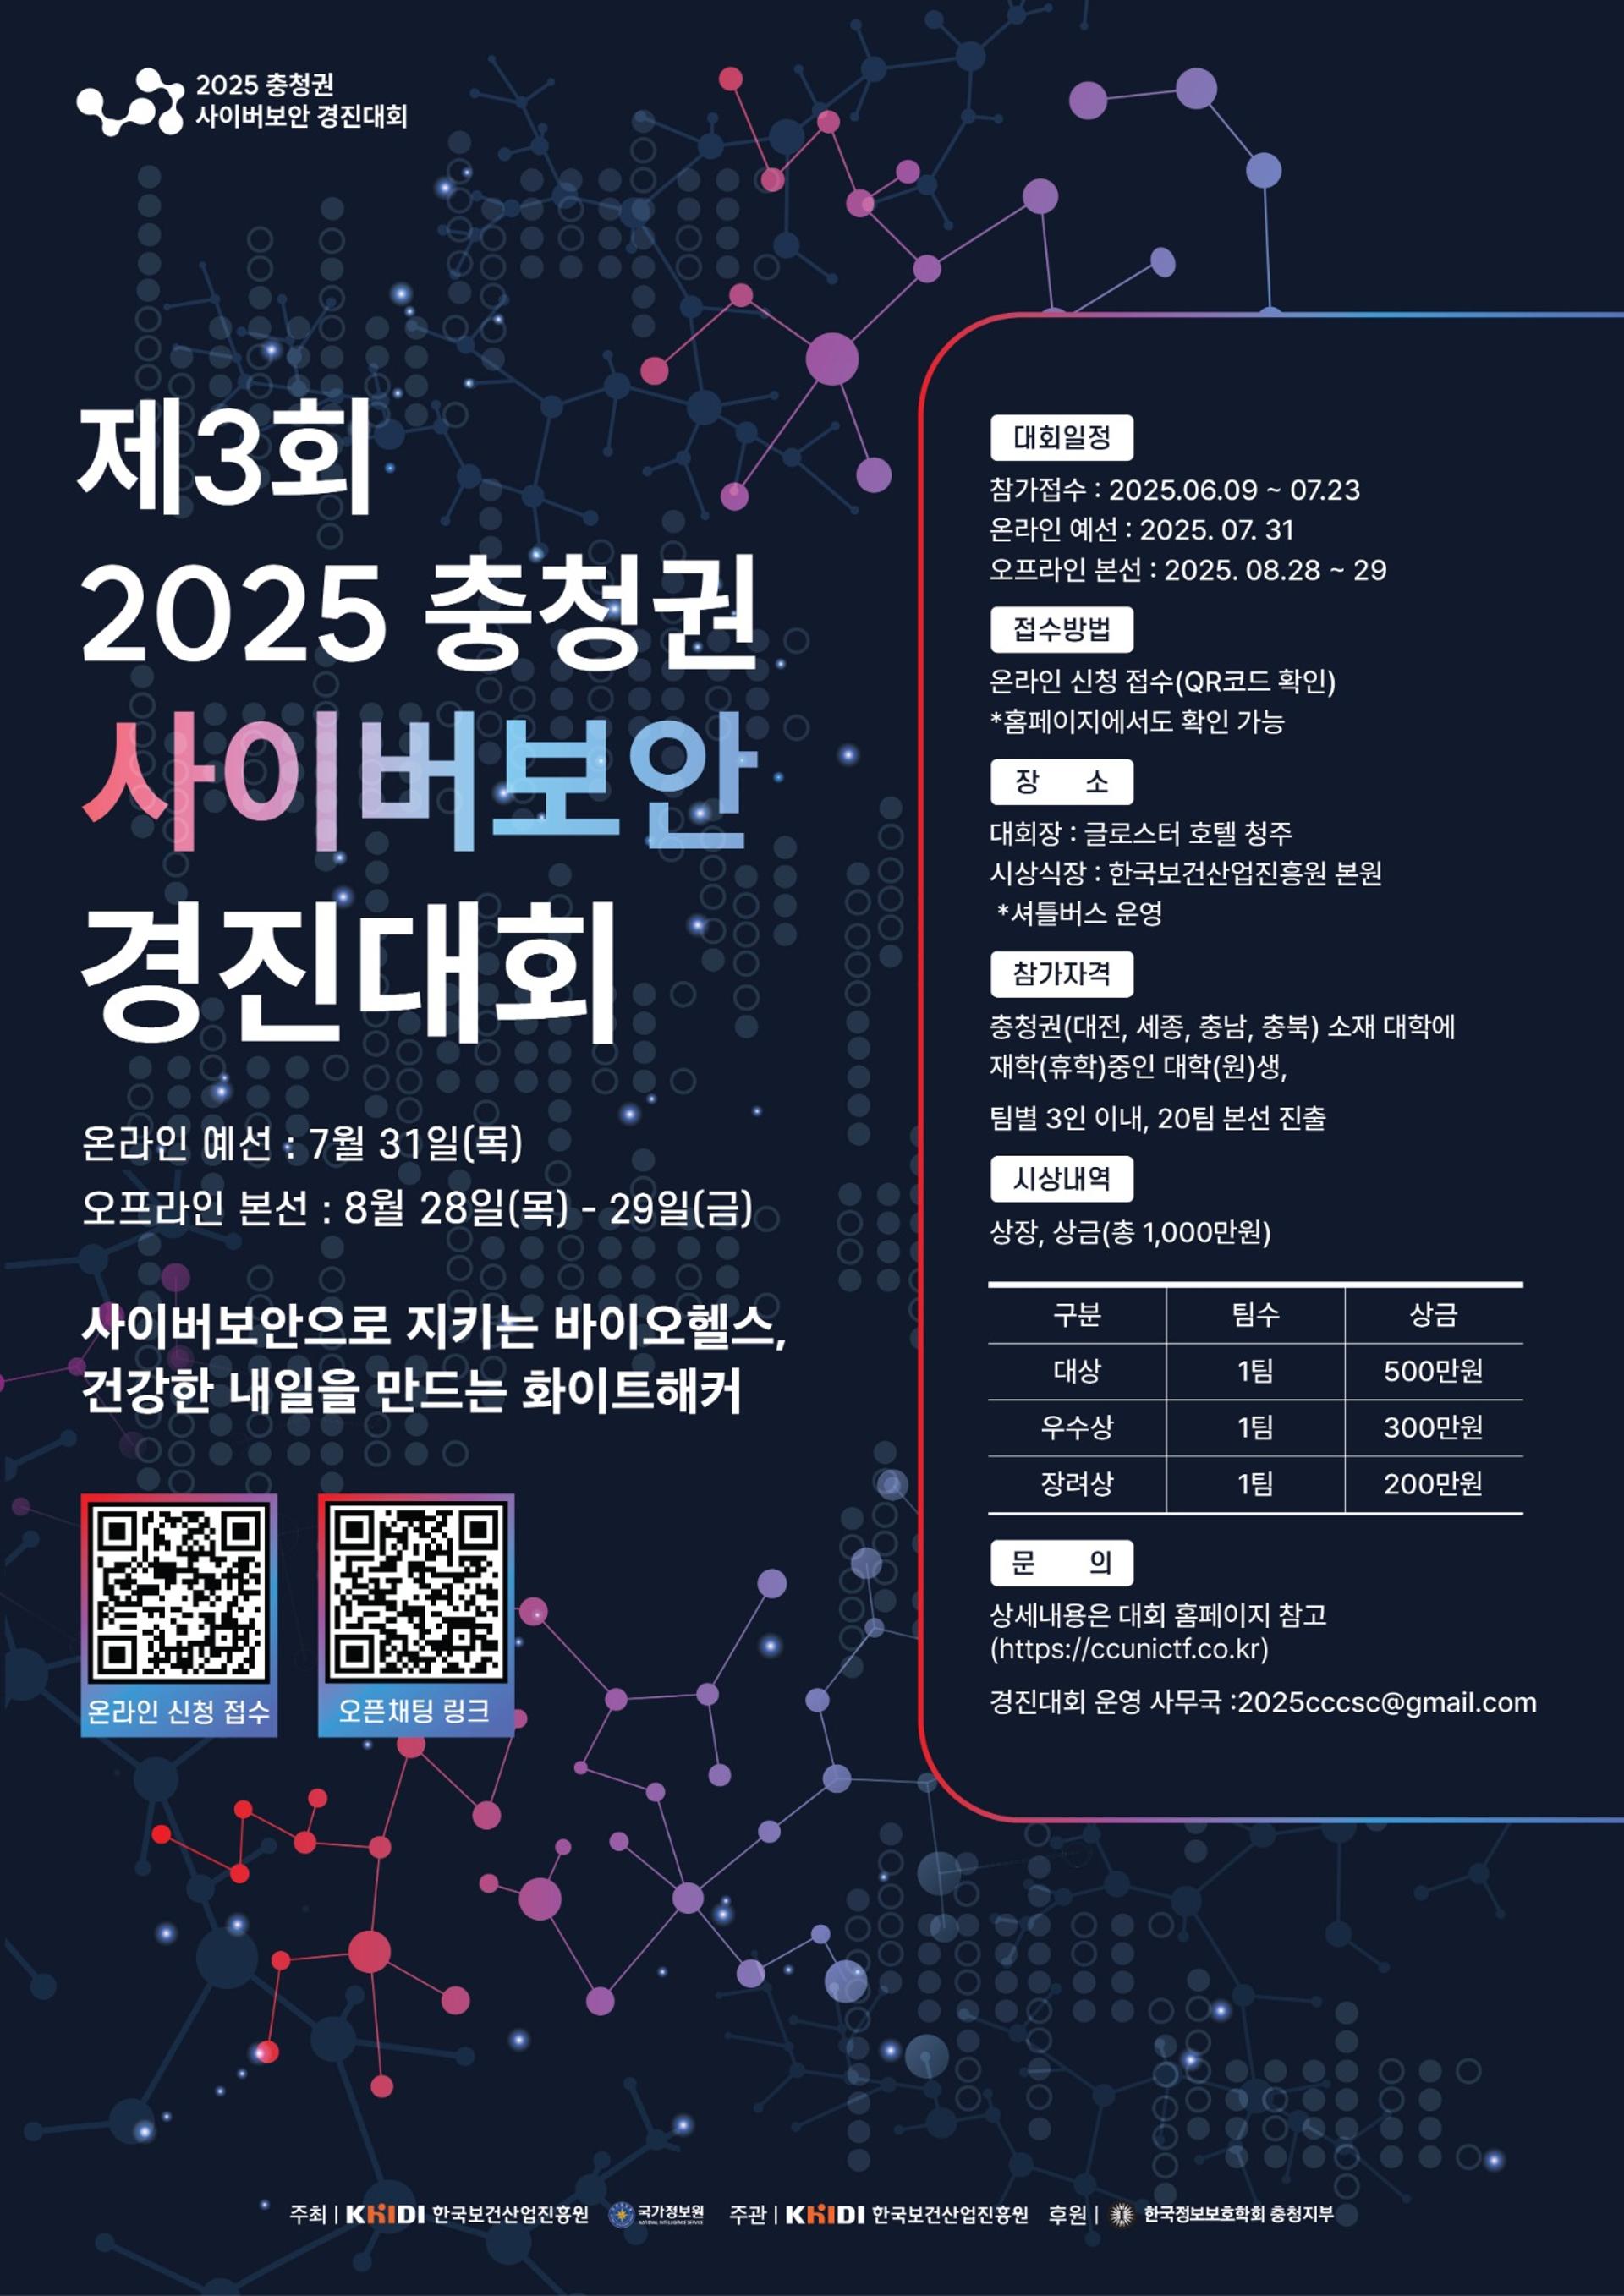 2025 충청권
사이버보안 경진대회
제3회
2025 충청권
사이버보안
경진대회
온라인 예선 : 7월 31일(목)
오프라인 본선 : 8월 28일(목) - 29일(금)
사이버보안으로 지키는 바이오헬스,
건강한 내일을 만드는 화이트해커
온라인 신청 접수
오픈채팅 링크
대회일정
참가접수 : 2025.06.09 ~ 07.23
온라인 예선 : 2025. 07. 31
오프라인 본선 : 2025. 08.28 ~ 29
접수방법
온라인 신청 접수(QR코드 확인)
*홈페이지에서도 확인 가능
장 소
대회장 : 글로스터 호텔 청주
시상식장 : 한국보건산업진흥원 본원
*셔틀버스 운영
참가자격
충청권(대전, 세종, 충남, 충북) 소재 대학에
재학(휴학)중인 대학(원)생,
팀별 3인 이내, 20팀 본선 진출
시상내역
상장, 상금(총 1,000만원)
구분 팀수 상금
대상 1팀 500만원
우수상 1팀 300만원
장려상 1팀 200만원
문 의
상세내용은 대회 홈페이지 참고
(https://ccunictf.co.kr)
경진대회 운영 사무국 :2025cccsc@gmail.com
주최 | KHIDI 한국보건산업진흥원 국가정보원 NATIONAL INTELLIGENCE SERVICE 주관 | KHIDI 한국보건산업진흥원 후원 | 한국정보보호학회 충청지부